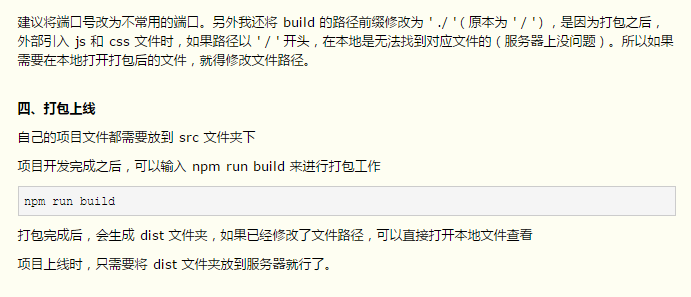 建议将端口号改为不常用的端口。另外我还将 build 的路径前缀修改为 ' ./ '( 原本为 ' / ' ) ，是因为打包之后，
外部引入 js 和 css 文件时，如果路径以 ' / ' 开头，在本地是无法找到对应文件的（服务器上没问题）。所以如果
需要在本地打开打包后的文件，就得修改文件路径。
四、打包上线
自己的项目文件都需要放到 src 文件夹下
项目开发完成之后，可以输入 npm run build 来进行打包工作
npm run build
打包完成后，会生成 dist 文件夹，如果已经修改了文件路径，可以直接打开本地文件查看
项目上线时，只需要将 dist 文件夹放到服务器就行了。